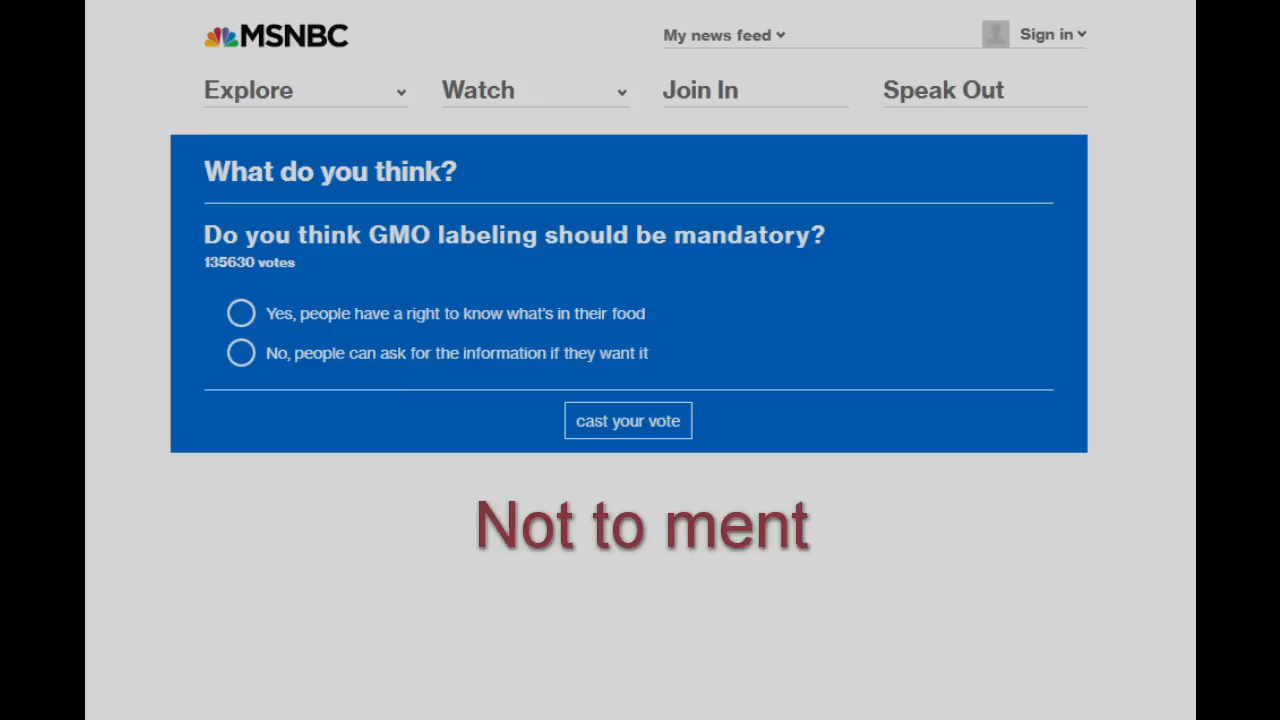 MSNBC
My news feed
Sign in
Explore
Watch
Join In
Speak Out
What do you think?
Do you think GMO labeling should be mandatory?
135630 votes
Yes, people have a right to know what's in their food
No, people can ask for the information if they want it
cast your vote
Not to ment